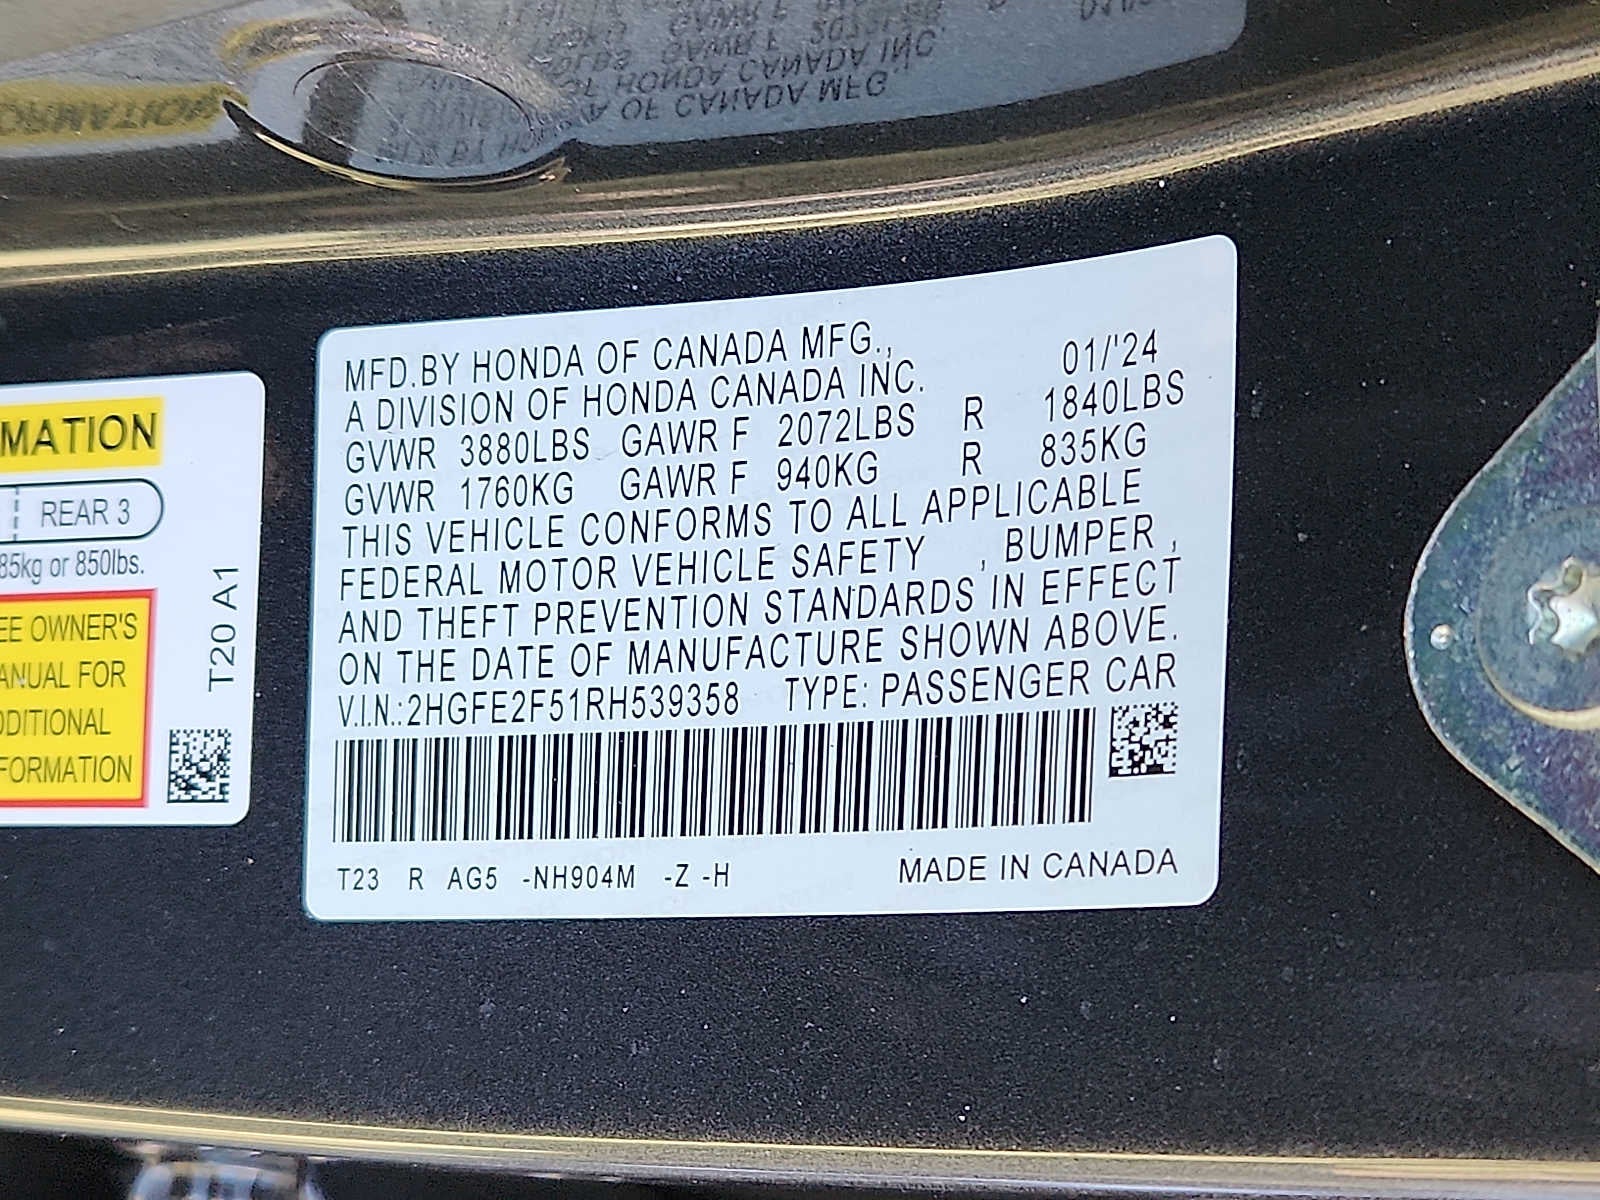 MFD.BY HONDA OF CANADA MFG.,
A DIVISION OF HONDA CANADA INC. 01/'24
GVWR 3880LBS GAWR F 2072LBS R 1840LBS
GVWR 1760KG GAWR F 940KG R 835KG
THIS VEHICLE CONFORMS TO ALL APPLICABLE
FEDERAL MOTOR VEHICLE SAFETY , BUMPER ,
AND THEFT PREVENTION STANDARDS IN EFFECT
ON THE DATE OF MANUFACTURE SHOWN ABOVE.
V.I.N.:2HGFE2F51RH539358 TYPE: PASSENGER CAR
T23 R AG5 -NH904M -Z -H MADE IN CANADA
MATION
REAR 3
85kg or 850lbs.
EE OWNER'S
ANUAL FOR
DDITIONAL
FORMATION
T20 A1